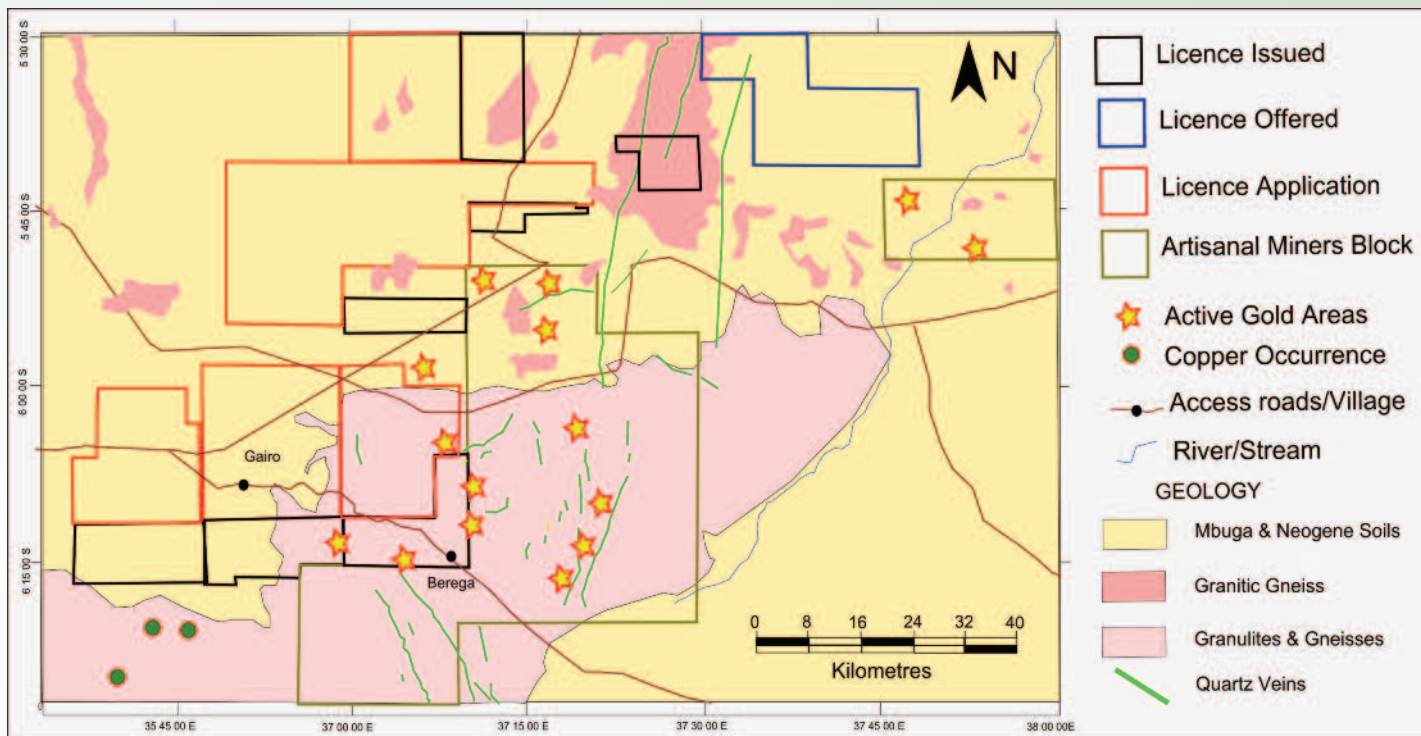 5 30 00 S
5 45 00 S
6 00 00 S
6 15 00 S
N
Gairo
Berega
0 8 16 24 32 40
Kilometres
35 45 00 E
37 00 00 E
37 15 00 E
37 30 00 E
37 45 00 E
38 00 00E
Licence Issued
Licence Offered
Licence Application
Artisanal Miners Block
Active Gold Areas
Copper Occurrence
Access roads/Village
River/Stream
GEOLOGY
Mbuga & Neogene Soils
Granitic Gneiss
Granulites & Gneisses
Quartz Veins